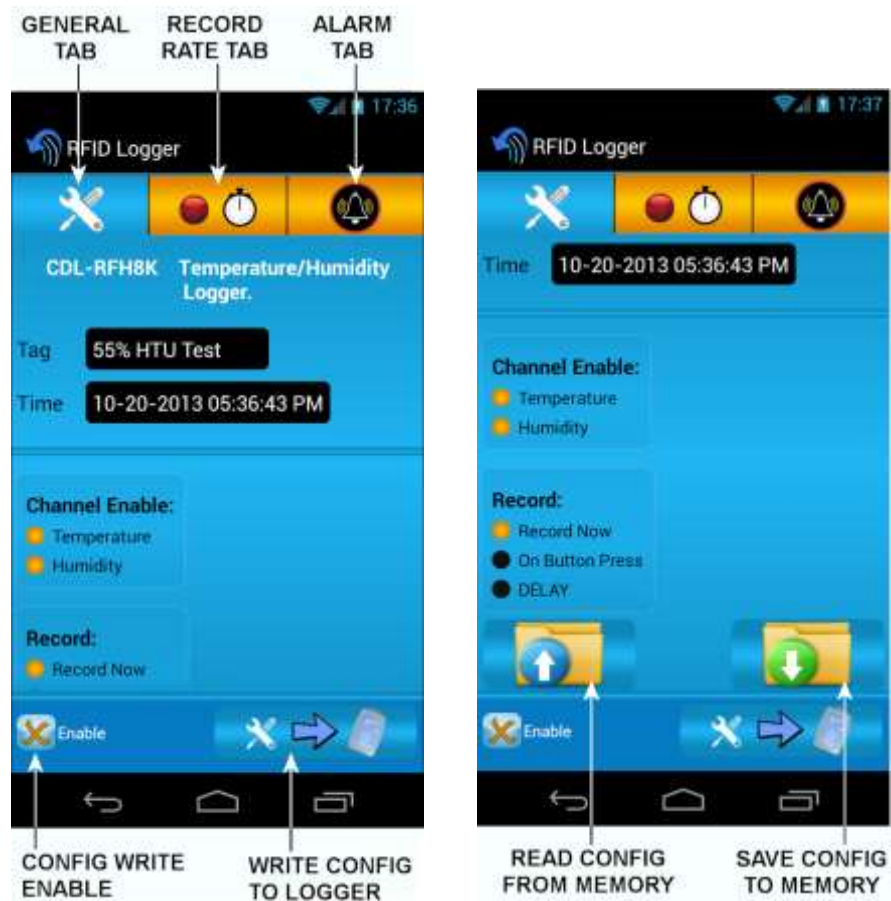 GENERAL TAB
RECORD RATE TAB
ALARM TAB
17:36
RFID Logger
CDL-RFH8K Temperature/Humidity
Logger.
Tag 55% HTU Test
Time 10-20-2013 05:36:43 PM
Channel Enable:
Temperature
Humidity
Record:
Record Now
Enable
CONFIG WRITE
ENABLE
WRITE CONFIG
TO LOGGER
17:37
RFID Logger
Time 10-20-2013 05:36:43 PM
Channel Enable:
Temperature
Humidity
Record:
Record Now
On Button Press
DELAY
Enable
READ CONFIG
FROM MEMORY
SAVE CONFIG
TO MEMORY